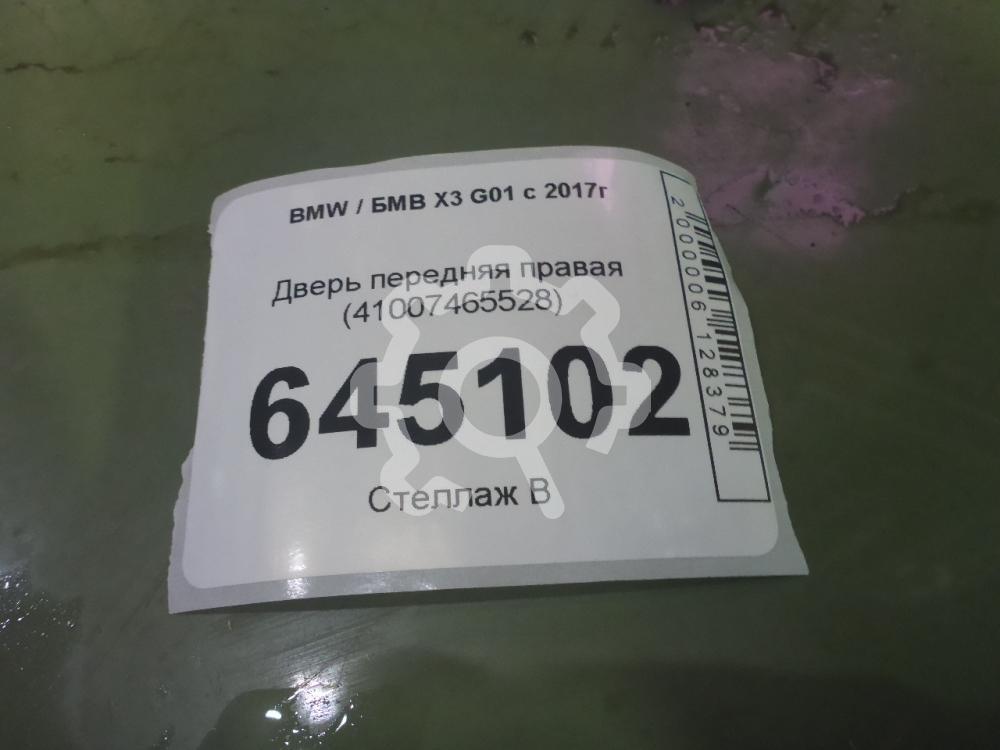 BMW / БМВ X3 G01 с 2017г
Дверь передняя правая
(41007465528)
645102
Стеллаж В
2000006128379